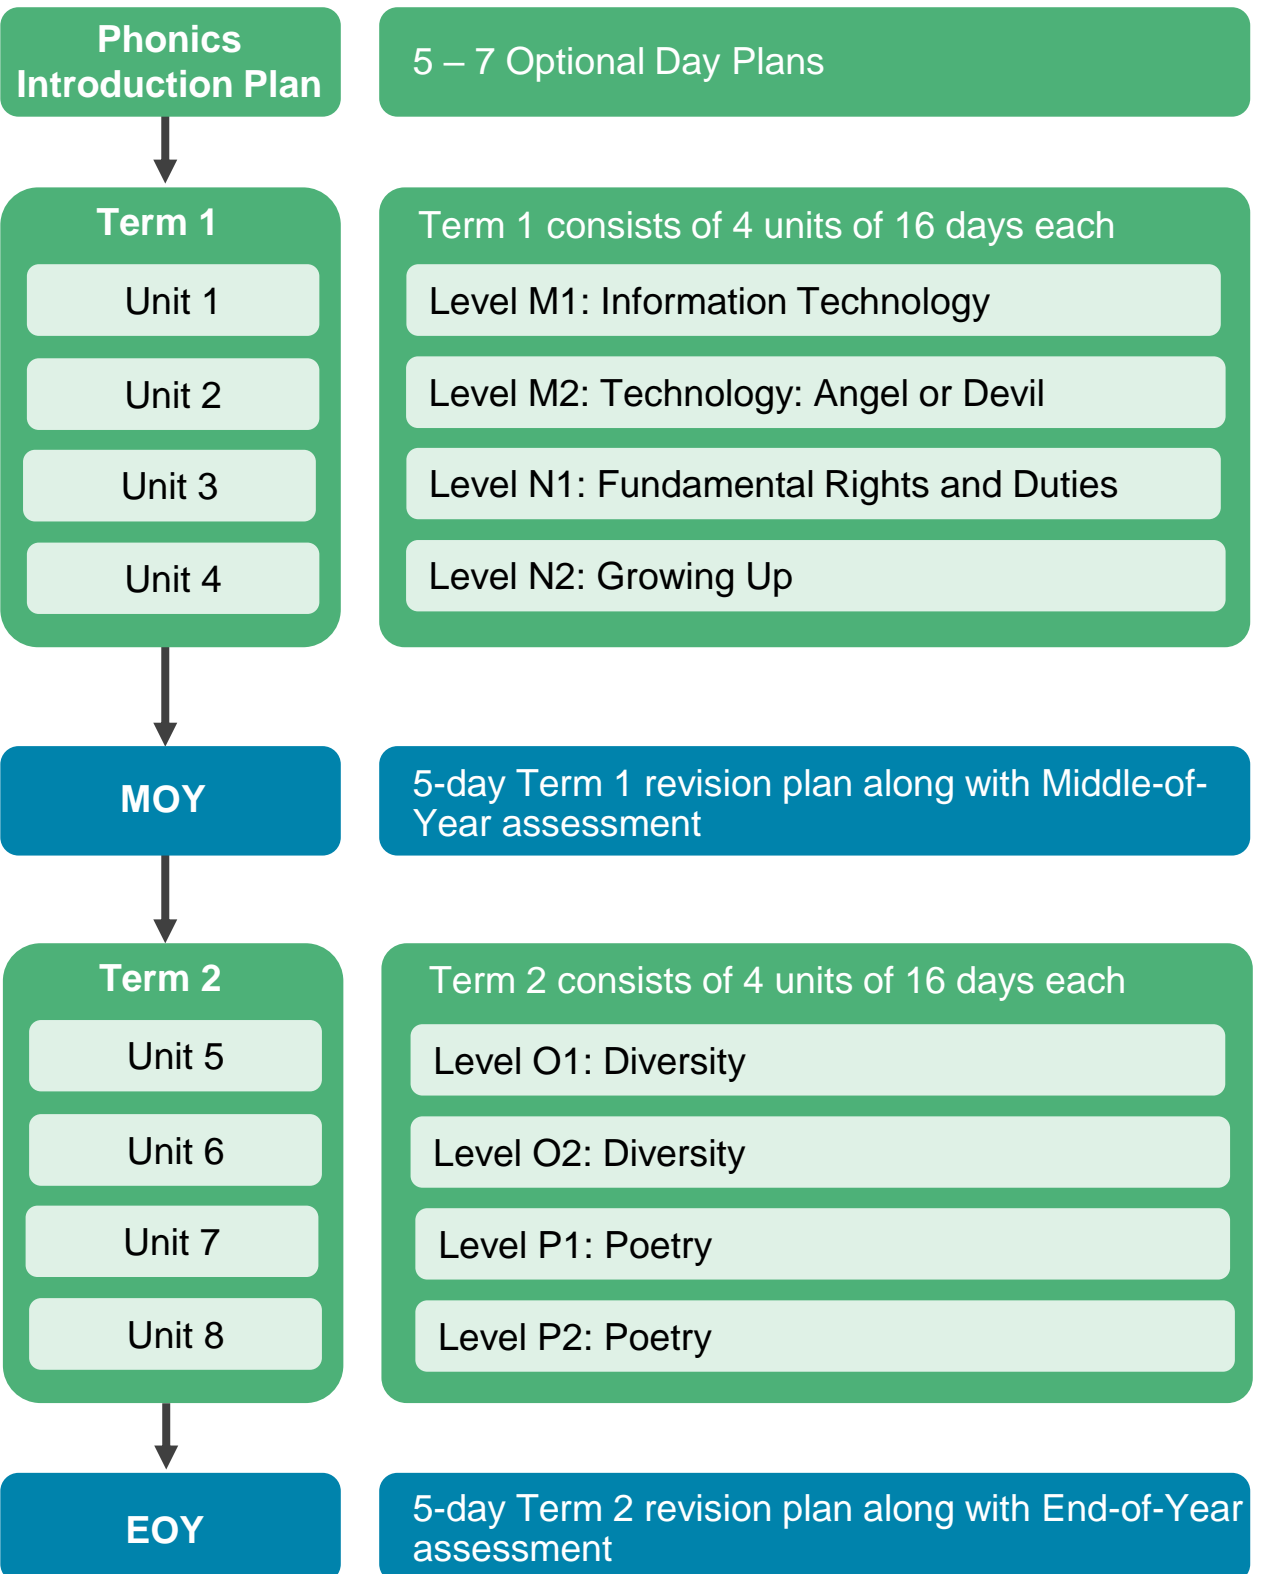 Phonics
Introduction Plan
5 – 7 Optional Day Plans
Term 1
Term 1 consists of 4 units of 16 days each
Unit 1
Level M1: Information Technology
Unit 2
Level M2: Technology: Angel or Devil
Unit 3
Level N1: Fundamental Rights and Duties
Unit 4
Level N2: Growing Up
MOY
5-day Term 1 revision plan along with Middle-of-
Year assessment
Term 2
Term 2 consists of 4 units of 16 days each
Unit 5
Level O1: Diversity
Unit 6
Level O2: Diversity
Unit 7
Level P1: Poetry
Unit 8
Level P2: Poetry
EOY
5-day Term 2 revision plan along with End-of-Year
assessment